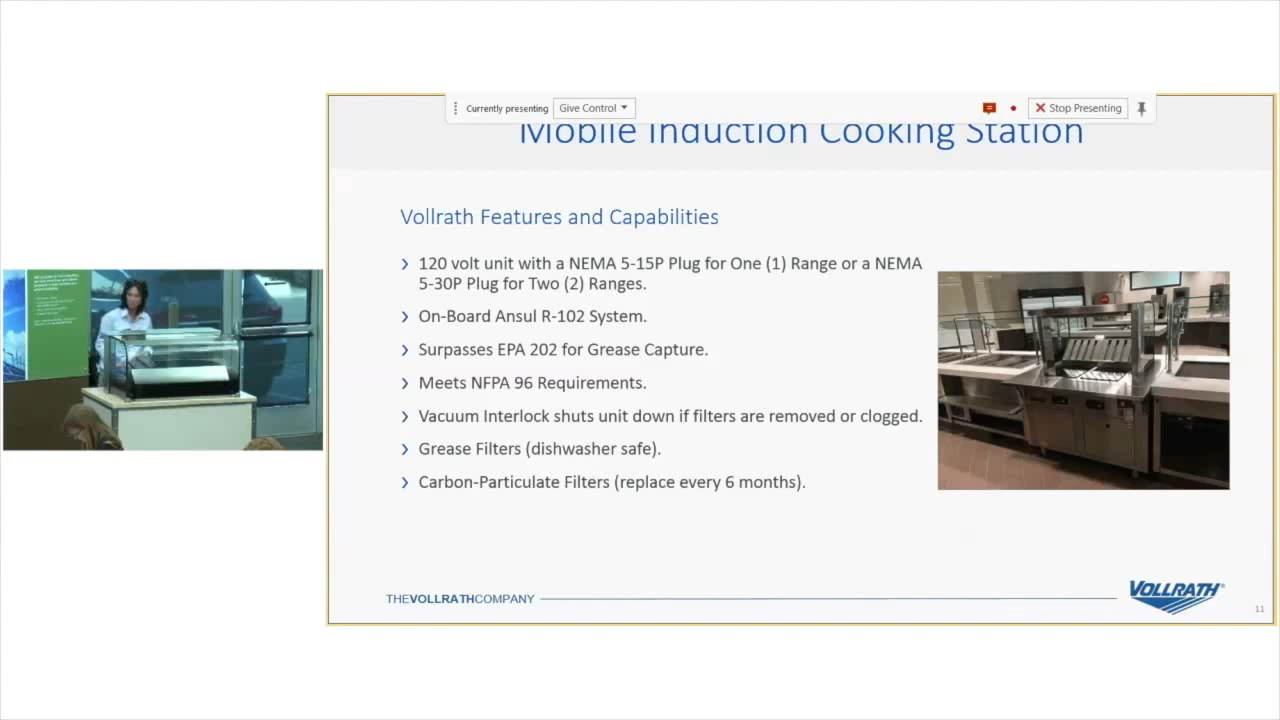 Currently presenting
Give Control
Stop Presenting
Mobile Induction Cooking Station
Vollrath Features and Capabilities
120 volt unit with a NEMA 5-15P Plug for One (1) Range or a NEMA
5-30P Plug for Two (2) Ranges.
On-Board Ansul R-102 System.
Surpasses EPA 202 for Grease Capture.
Meets NFPA 96 Requirements.
Vacuum Interlock shuts unit down if filters are removed or clogged.
Grease Filters (dishwasher safe).
Carbon-Particulate Filters (replace every 6 months).
THEVOLLRATHCOMPANY
VOLLRATH®
11